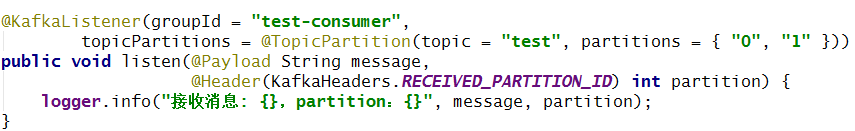 @KafkaListener(groupId = "test-consumer",
topicPartitions = @TopicPartition(topic = "test", partitions = { "0", "1" }))
public void listen(@Payload String message,
@Header(KafkaHeaders.RECEIVED_PARTITION_ID) int partition) {
logger.info("接收消息: {}，partition：{}", message, partition);
}